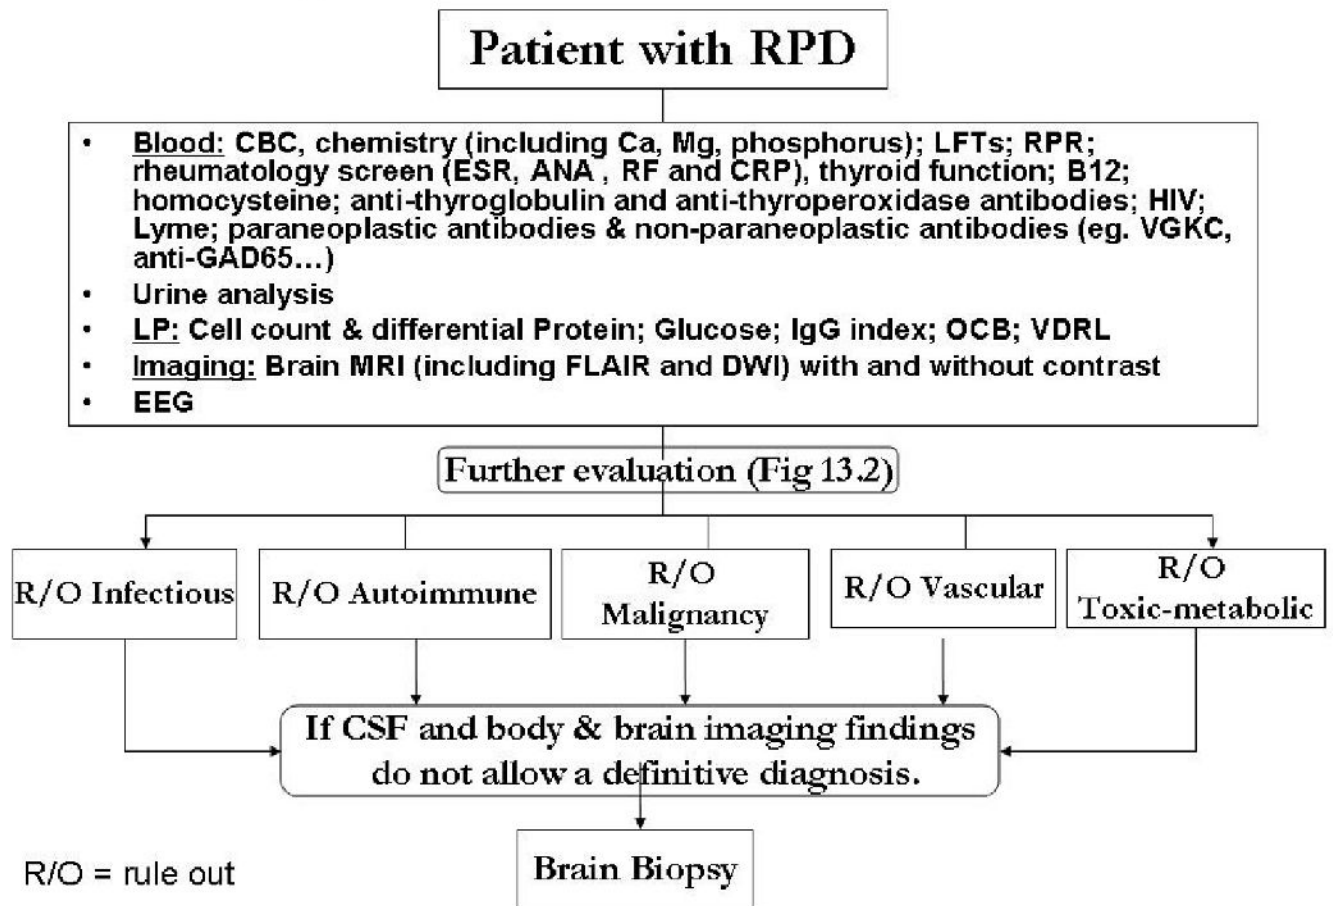 Patient with RPD
• Blood: CBC, chemistry (including Ca, Mg, phosphorus); LFTs; RPR;
rheumatology screen (ESR, ANA , RF and CRP), thyroid function; B12;
homocysteine; anti-thyroglobulin and anti-thyroperoxidase antibodies; HIV;
Lyme; paraneoplastic antibodies & non-paraneoplastic antibodies (eg. VGKC,
anti-GAD65...)
• Urine analysis
• LP: Cell count & differential Protein; Glucose; IgG index; OCB; VDRL
• Imaging: Brain MRI (including FLAIR and DWI) with and without contrast
• EEG
Further evaluation (Fig 13.2)
R/O Infectious
R/O Autoimmune
R/O
Malignancy
R/O Vascular
R/O
Toxic-metabolic
If CSF and body & brain imaging findings
do not allow a definitive diagnosis.
Brain Biopsy
R/O = rule out